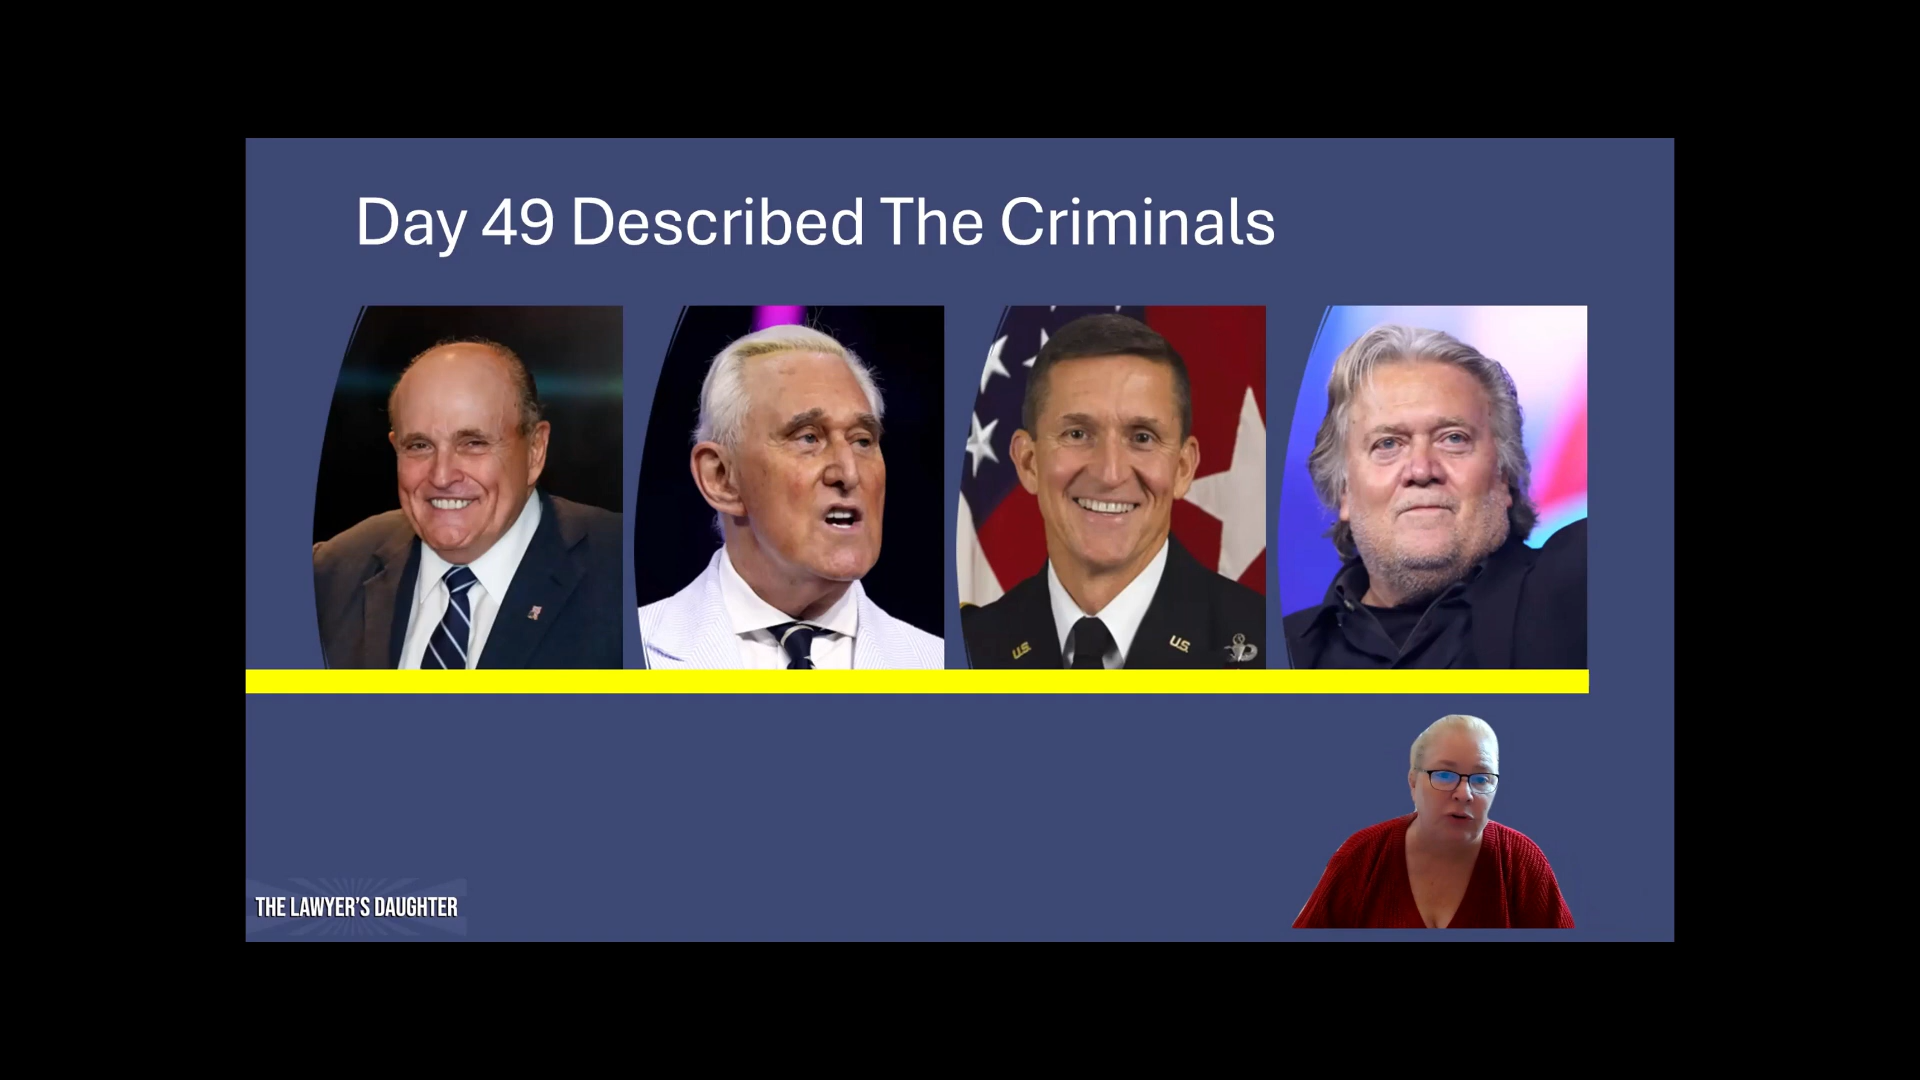 Day 49 Described The Criminals
U.S.
U.S.
THE LAWYER'S DAUGHTER